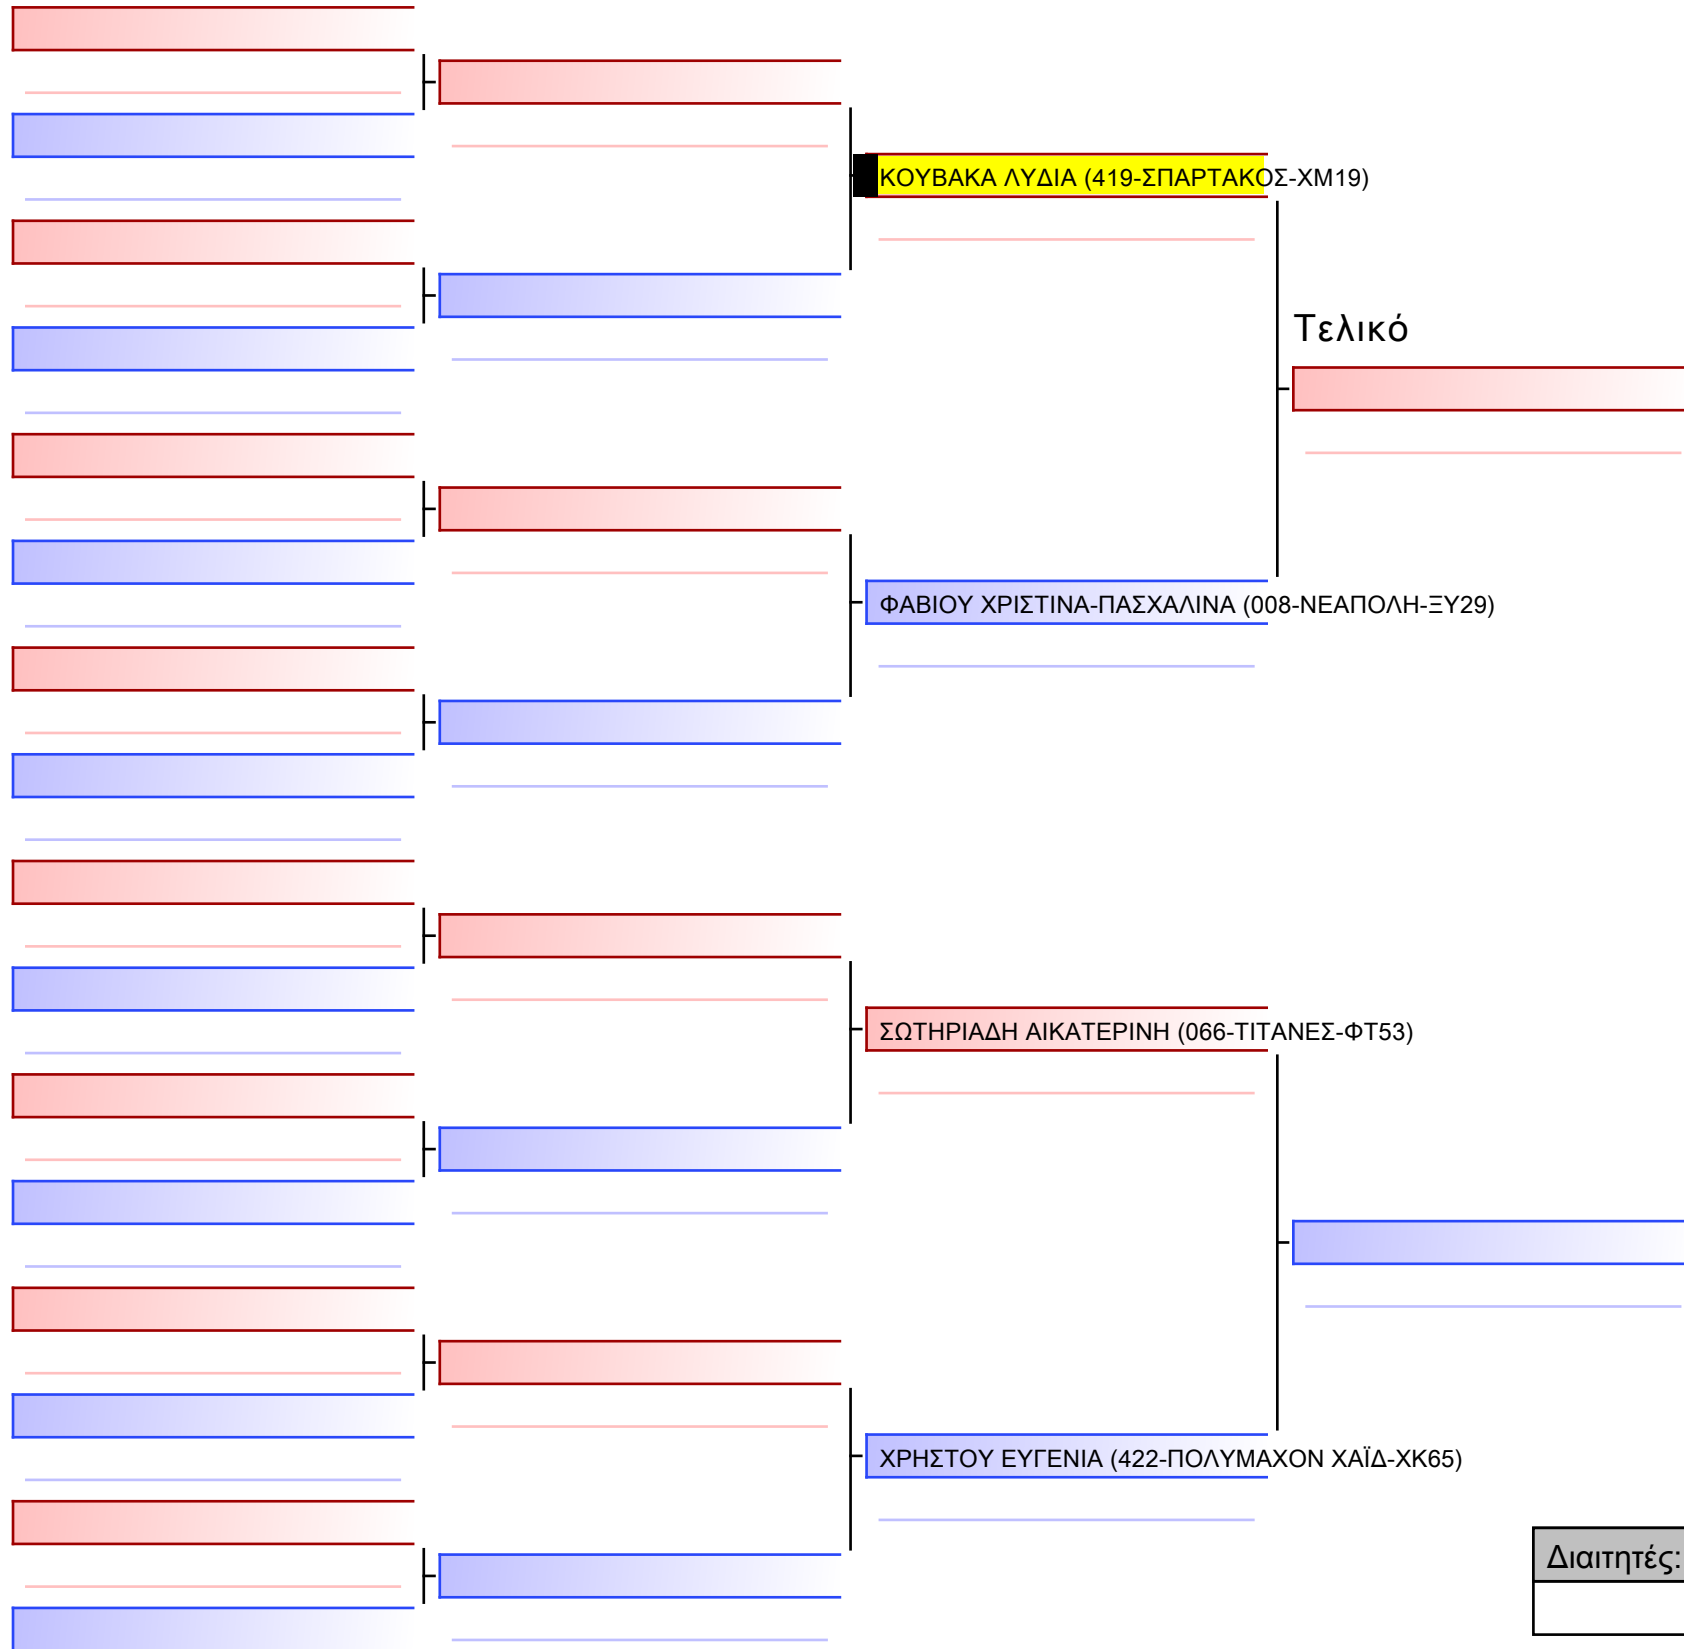 ΚΟΥΒΑΚΑ ΛΥΔΙΑ (419-ΣΠΑΡΤΑΚΟΣ-ΧΜ19)
Τελικό
ΦΑΒΙΟΥ ΧΡΙΣΤΙΝΑ-ΠΑΣΧΑΛΙΝΑ (008-ΝΕΑΠΟΛΗ-ΞΥ29)
ΣΩΤΗΡΙΑΔΗ ΑΙΚΑΤΕΡΙΝΗ (066-ΤΙΤΑΝΕΣ-ΦΤ53)
ΧΡΗΣΤΟΥ ΕΥΓΕΝΙΑ (422-ΠΟΛΥΜΑΧΟΝ ΧΑΪΔ-ΧΚ65)
Διαιτητές: